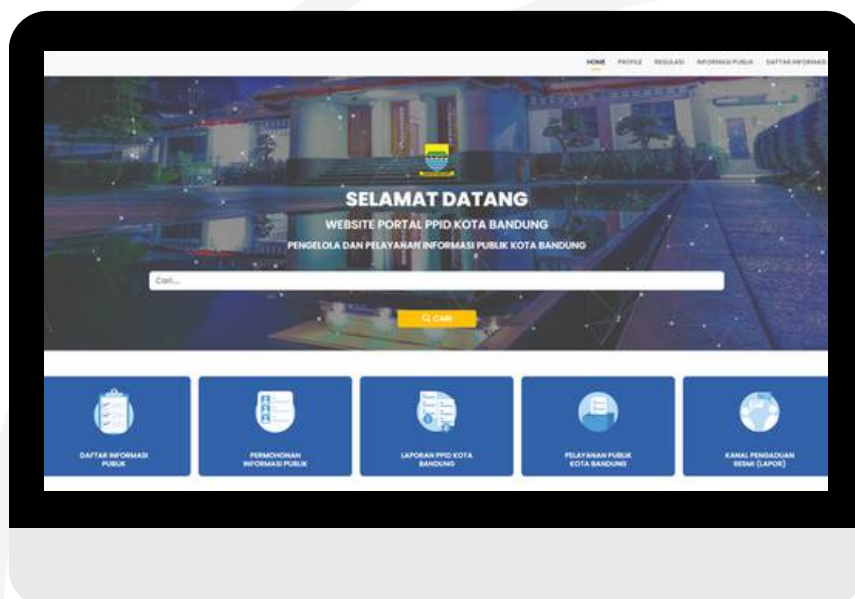 HOME PROFILE REGULASI INFORMASI PUBLIK DAFTAR INFORMASI
SELAMAT DATANG
WEBSITE PORTAL PPID KOTA BANDUNG
PENGELOLA DAN PELAYANAN INFORMASI PUBLIK KOTA BANDUNG
Cari...
CARI
DAFTAR INFORMASI
PUBLIK
PERMOHONAN
INFORMASI PUBLIK
LAPORAN PPID KOTA
BANDUNG
PELAYANAN PUBLIK
KOTA BANDUNG
KANAL PENGADUAN
RESMI (LAPOR)